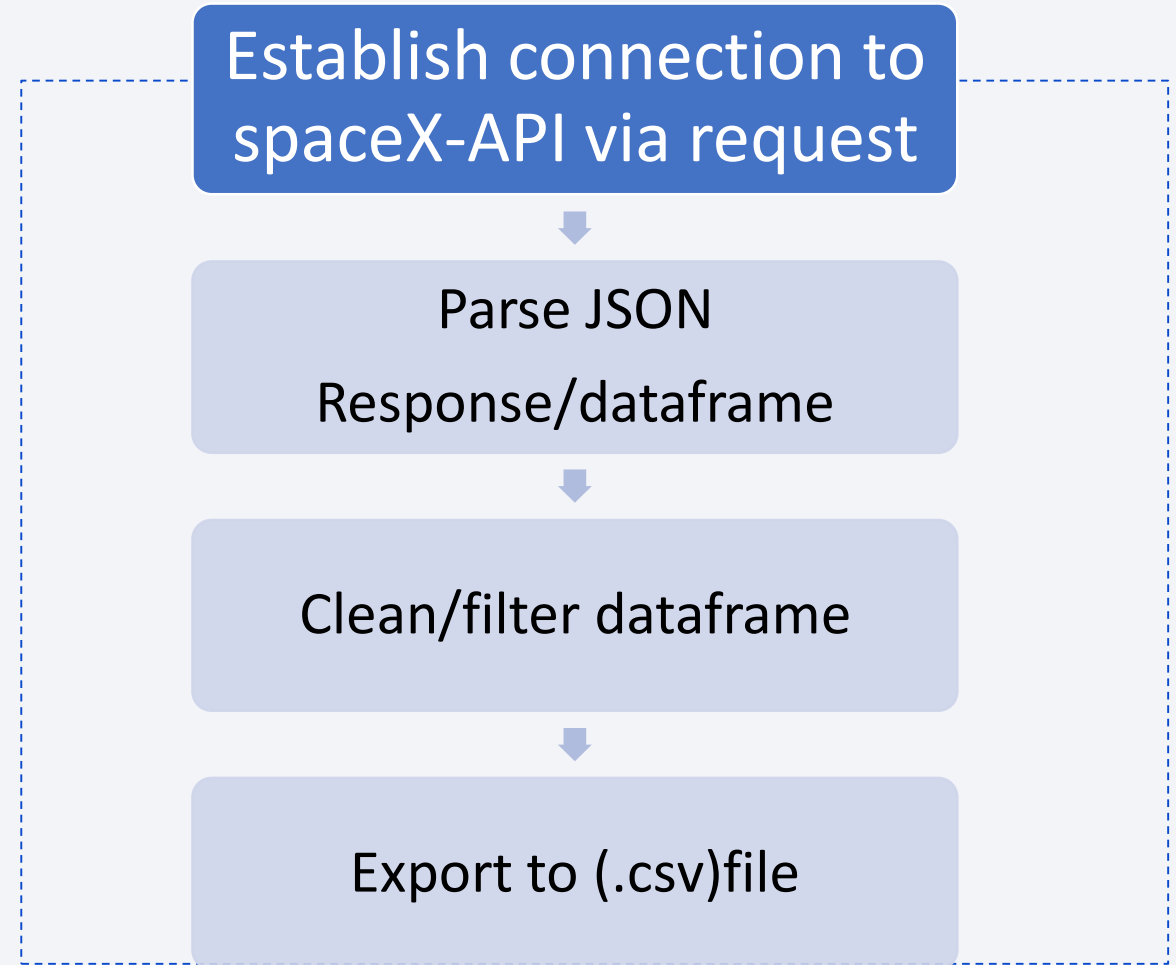 Establish connection to
spaceX-API via request
Parse JSON
Response/dataframe
Clean/filter dataframe
Export to (.csv)file